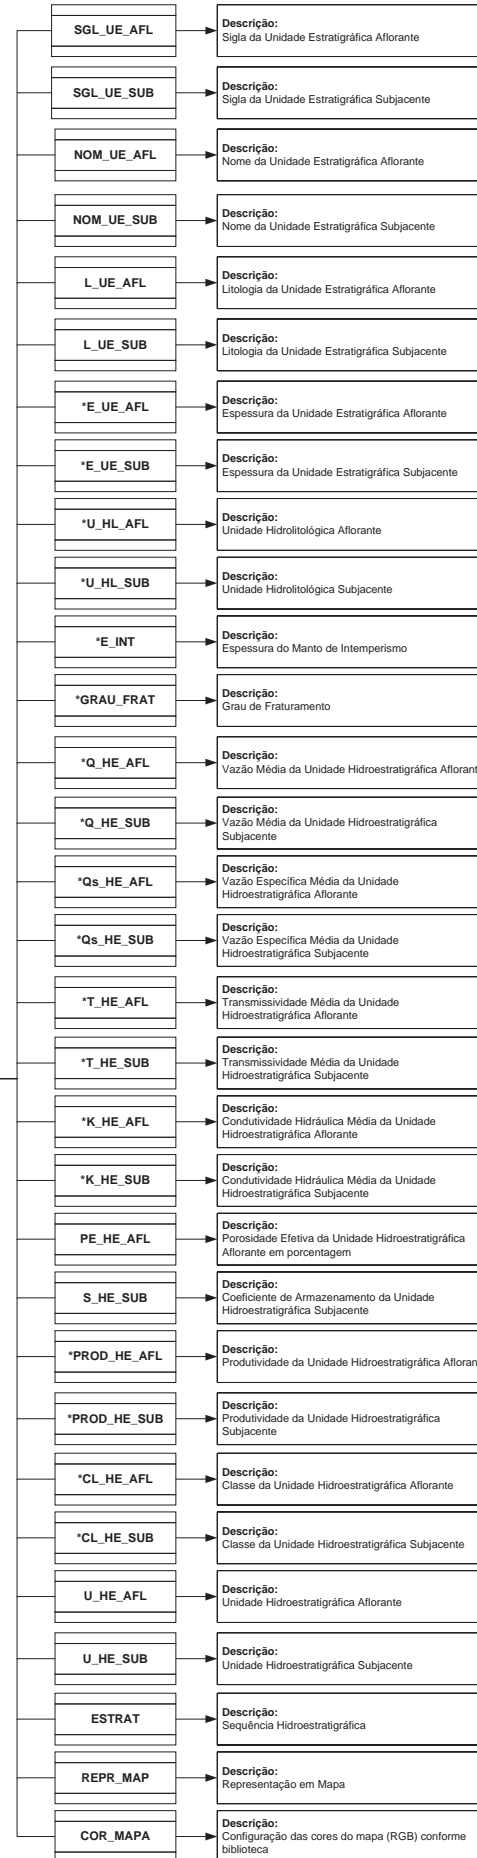 SGL_UE_AFL
Descrição:
Sigla da Unidade Estratigráfica Aflorante
SGL_UE_SUB
Descrição:
Sigla da Unidade Estratigráfica Subjacente
NOM_UE_AFL
Descrição:
Nome da Unidade Estratigráfica Aflorante
NOM_UE_SUB
Descrição:
Nome da Unidade Estratigráfica Subjacente
L_UE_AFL
Descrição:
Litologia da Unidade Estratigráfica Aflorante
L_UE_SUB
Descrição:
Litologia da Unidade Estratigráfica Subjacente
*E_UE_AFL
Descrição:
Espessura da Unidade Estratigráfica Aflorante
*E_UE_SUB
Descrição:
Espessura da Unidade Estratigráfica Subjacente
*U_HL_AFL
Descrição:
Unidade Hidrolitológica Aflorante
*U_HL_SUB
Descrição:
Unidade Hidrolitológica Subjacente
*E_INT
Descrição:
Espessura do Manto de Intemperismo
*GRAU_FRAT
Descrição:
Grau de Fraturamento
*Q_HE_AFL
Descrição:
Vazão Média da Unidade Hidroestratigráfica Aflorant
*Q_HE_SUB
Descrição:
Vazão Média da Unidade Hidroestratigráfica
Subjacente
*Qs_HE_AFL
Descrição:
Vazão Específica Média da Unidade
Hidroestratigráfica Aflorante
*Qs_HE_SUB
Descrição:
Vazão Específica Média da Unidade
Hidroestratigráfica Subjacente
*T_HE_AFL
Descrição:
Transmissividade Média da Unidade
Hidroestratigráfica Aflorante
*T_HE_SUB
Descrição:
Transmissividade Média da Unidade
Hidroestratigráfica Subjacente
*K_HE_AFL
Descrição:
Condutividade Hidráulica Média da Unidade
Hidroestratigráfica Aflorante
*K_HE_SUB
Descrição:
Condutividade Hidráulica Média da Unidade
Hidroestratigráfica Subjacente
PE_HE_AFL
Descrição:
Porosidade Efetiva da Unidade Hidroestratigráfica
Aflorante em porcentagem
S_HE_SUB
Descrição:
Coeficiente de Armazenamento da Unidade
Hidroestratigráfica Subjacente
*PROD_HE_AFL
Descrição:
Produtividade da Unidade Hidroestratigráfica Afloran
*PROD_HE_SUB
Descrição:
Produtividade da Unidade Hidroestratigráfica
Subjacente
*CL_HE_AFL
Descrição:
Classe da Unidade Hidroestratigráfica Aflorante
*CL_HE_SUB
Descrição:
Classe da Unidade Hidroestratigráfica Subjacente
U_HE_AFL
Descrição:
Unidade Hidroestratigráfica Aflorante
U_HE_SUB
Descrição:
Unidade Hidroestratigráfica Subjacente
ESTRAT
Descrição:
Sequência Hidroestratigráfica
REPR_MAP
Descrição:
Representação em Mapa
COR_MAPA
Descrição:
Configuração das cores do mapa (RGB) conforme
biblioteca